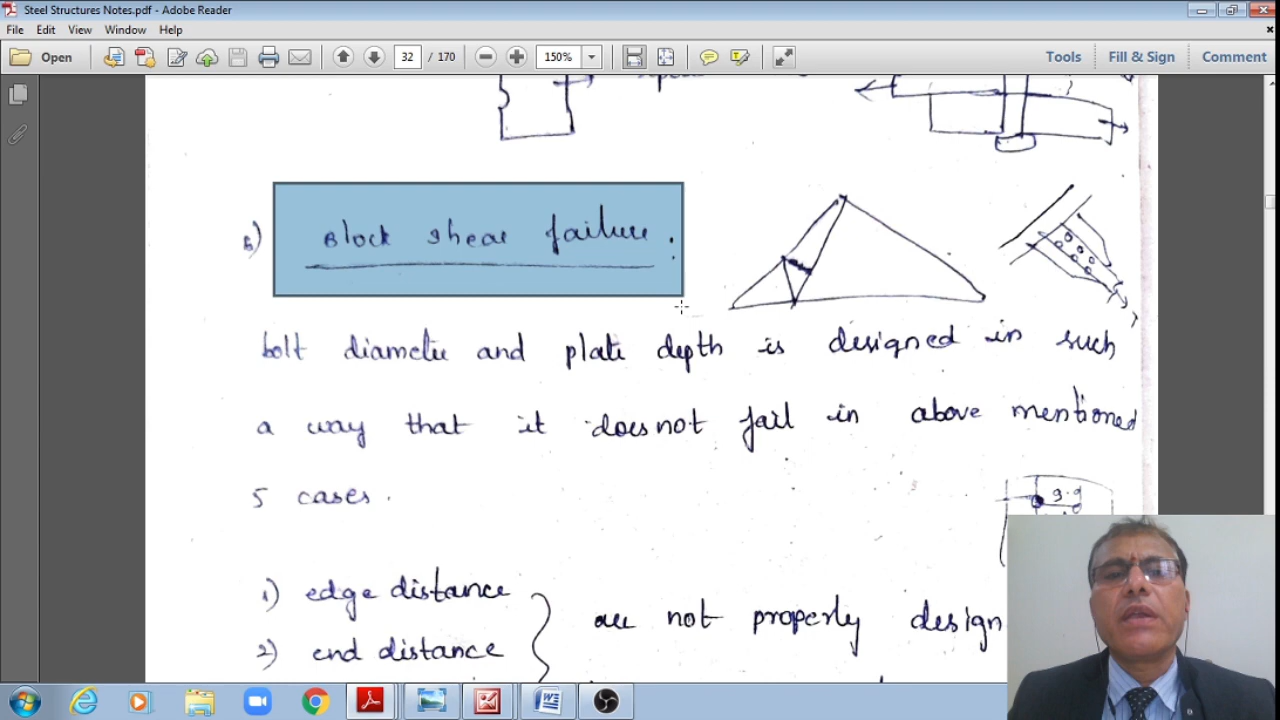 Steel Structures Notes.pdf - Adobe Reader
File Edit View Window Help
Open 32 / 170 150% Tools Fill & Sign Comment
Block shear failure :
bolt diameter and plate depth is designed in such
a way that it does not fail in above mentioned
5 cases.
g.g
1) edge distance
are not properly design
2) end distance